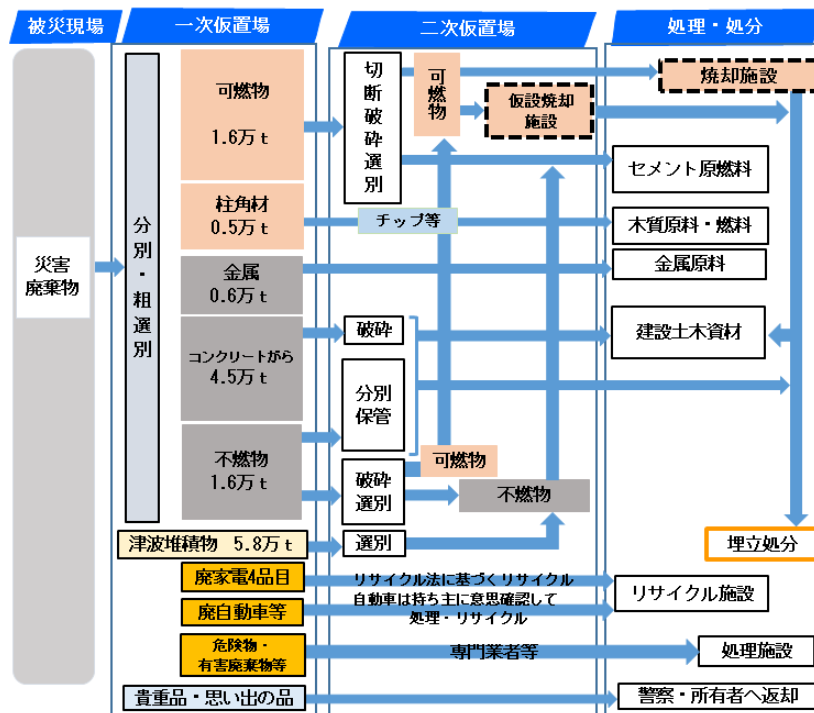 被災現場
一次仮置場
二次仮置場
処理・処分
災害
廃棄物
分別・粗選別
可燃物
1.6万t
柱角材
0.5万t
金属
0.6万t
コンクリートがら
4.5万t
不燃物
1.6万t
津波堆積物 5.8万t
廃家電4品目
廃自動車等
危険物・
有害廃棄物等
貴重品・思い出の品
切断破砕選別
可燃物
仮設焼却
施設
チップ等
破砕
分別
保管
可燃物
破砕
選別
不燃物
選別
リサイクル法に基づくリサイクル
自動車は持ち主に意思確認して
処理・リサイクル
専門業者等
焼却施設
セメント原燃料
木質原料・燃料
金属原料
建設土木資材
埋立処分
リサイクル施設
処理施設
警察・所有者へ返却